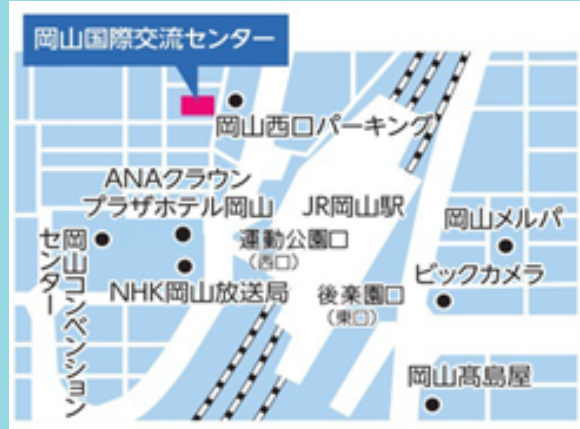 岡山国際交流センター
岡山西口パーキング
ANAクラウン
プラザホテル岡山
JR岡山駅
岡山メルパ
運動公園口
(西口)
岡山コンベンション
センター
ビックカメラ
NHK岡山放送局
後楽園口
(東口)
岡山髙島屋